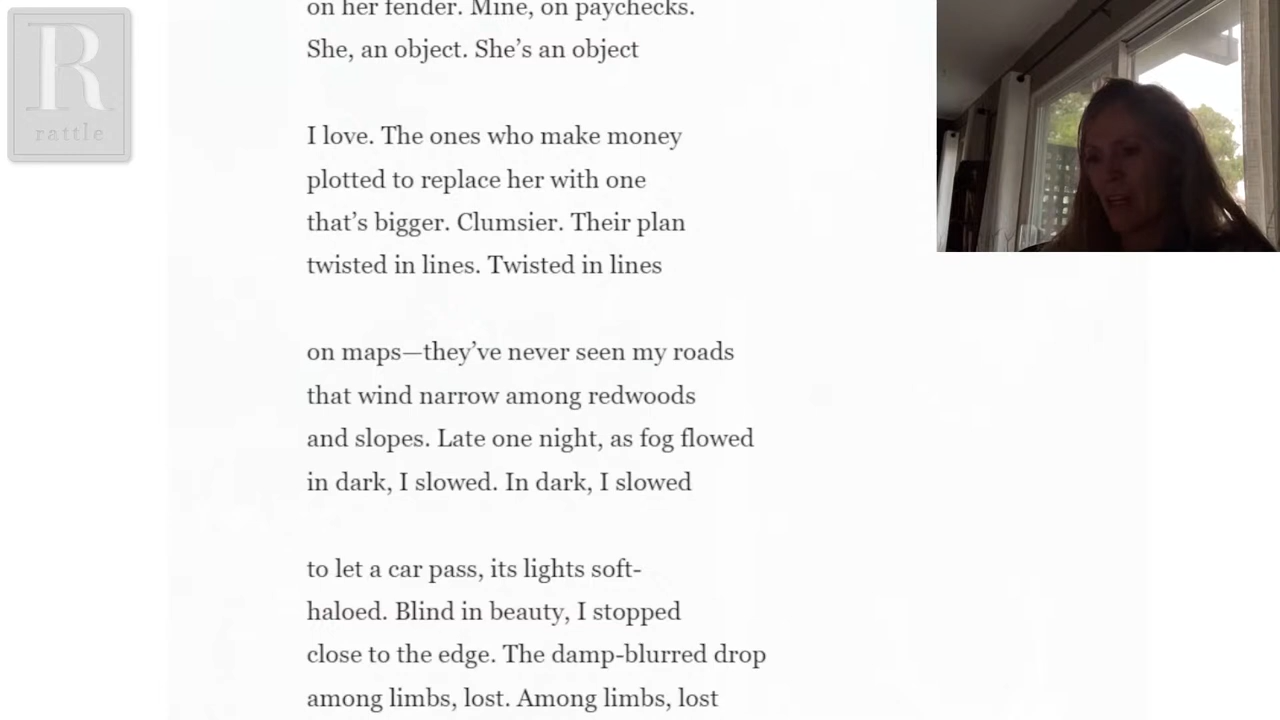 R
rattle
on her fender. Mine, on paychecks.
She, an object. She’s an object
I love. The ones who make money
plotted to replace her with one
that’s bigger. Clumsier. Their plan
twisted in lines. Twisted in lines
on maps—they’ve never seen my roads
that wind narrow among redwoods
and slopes. Late one night, as fog flowed
in dark, I slowed. In dark, I slowed
to let a car pass, its lights soft-
haloed. Blind in beauty, I stopped
close to the edge. The damp-blurred drop
among limbs, lost. Among limbs, lost